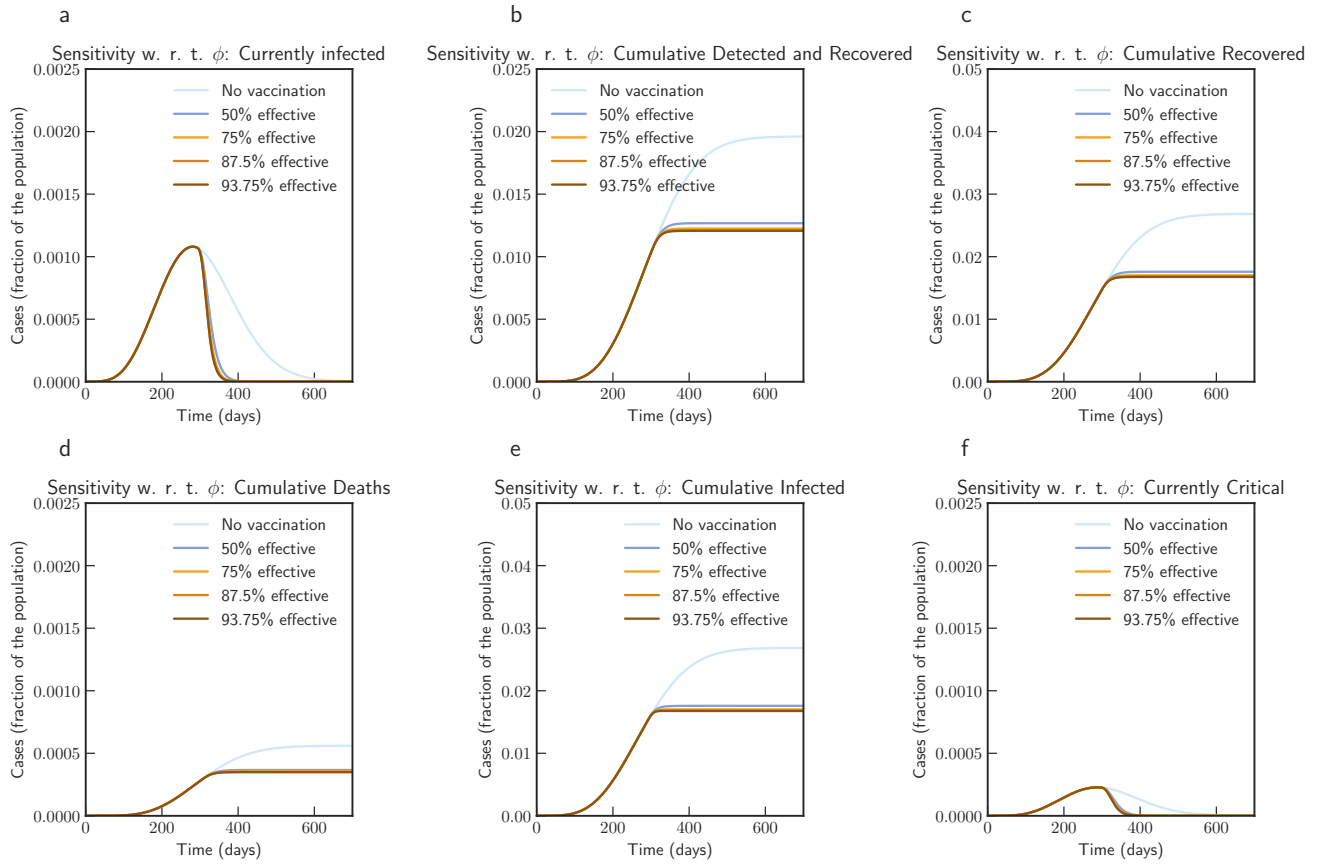 a
Sensitivity w. r. t. ϕ: Currently infected
0.0025
0.0020
0.0015
0.0010
0.0005
0.0000
Cases (fraction of the population)
No vaccination
50% effective
75% effective
87.5% effective
93.75% effective
0
200
400
600
Time (days)
b
Sensitivity w. r. t. ϕ: Cumulative Detected and Recovered
0.025
0.020
0.015
0.010
0.005
0.000
Cases (fraction of the population)
No vaccination
50% effective
75% effective
87.5% effective
93.75% effective
0
200
400
600
Time (days)
c
Sensitivity w. r. t. ϕ: Cumulative Recovered
0.05
0.04
0.03
0.02
0.01
0.00
Cases (fraction of the population)
No vaccination
50% effective
75% effective
87.5% effective
93.75% effective
0
200
400
600
Time (days)
d
Sensitivity w. r. t. ϕ: Cumulative Deaths
0.0025
0.0020
0.0015
0.0010
0.0005
0.0000
Cases (fraction of the population)
No vaccination
50% effective
75% effective
87.5% effective
93.75% effective
0
200
400
600
Time (days)
e
Sensitivity w. r. t. ϕ: Cumulative Infected
0.05
0.04
0.03
0.02
0.01
0.00
Cases (fraction of the population)
No vaccination
50% effective
75% effective
87.5% effective
93.75% effective
0
200
400
600
Time (days)
f
Sensitivity w. r. t. ϕ: Currently Critical
0.0025
0.0020
0.0015
0.0010
0.0005
0.0000
Cases (fraction of the population)
No vaccination
50% effective
75% effective
87.5% effective
93.75% effective
0
200
400
600
Time (days)